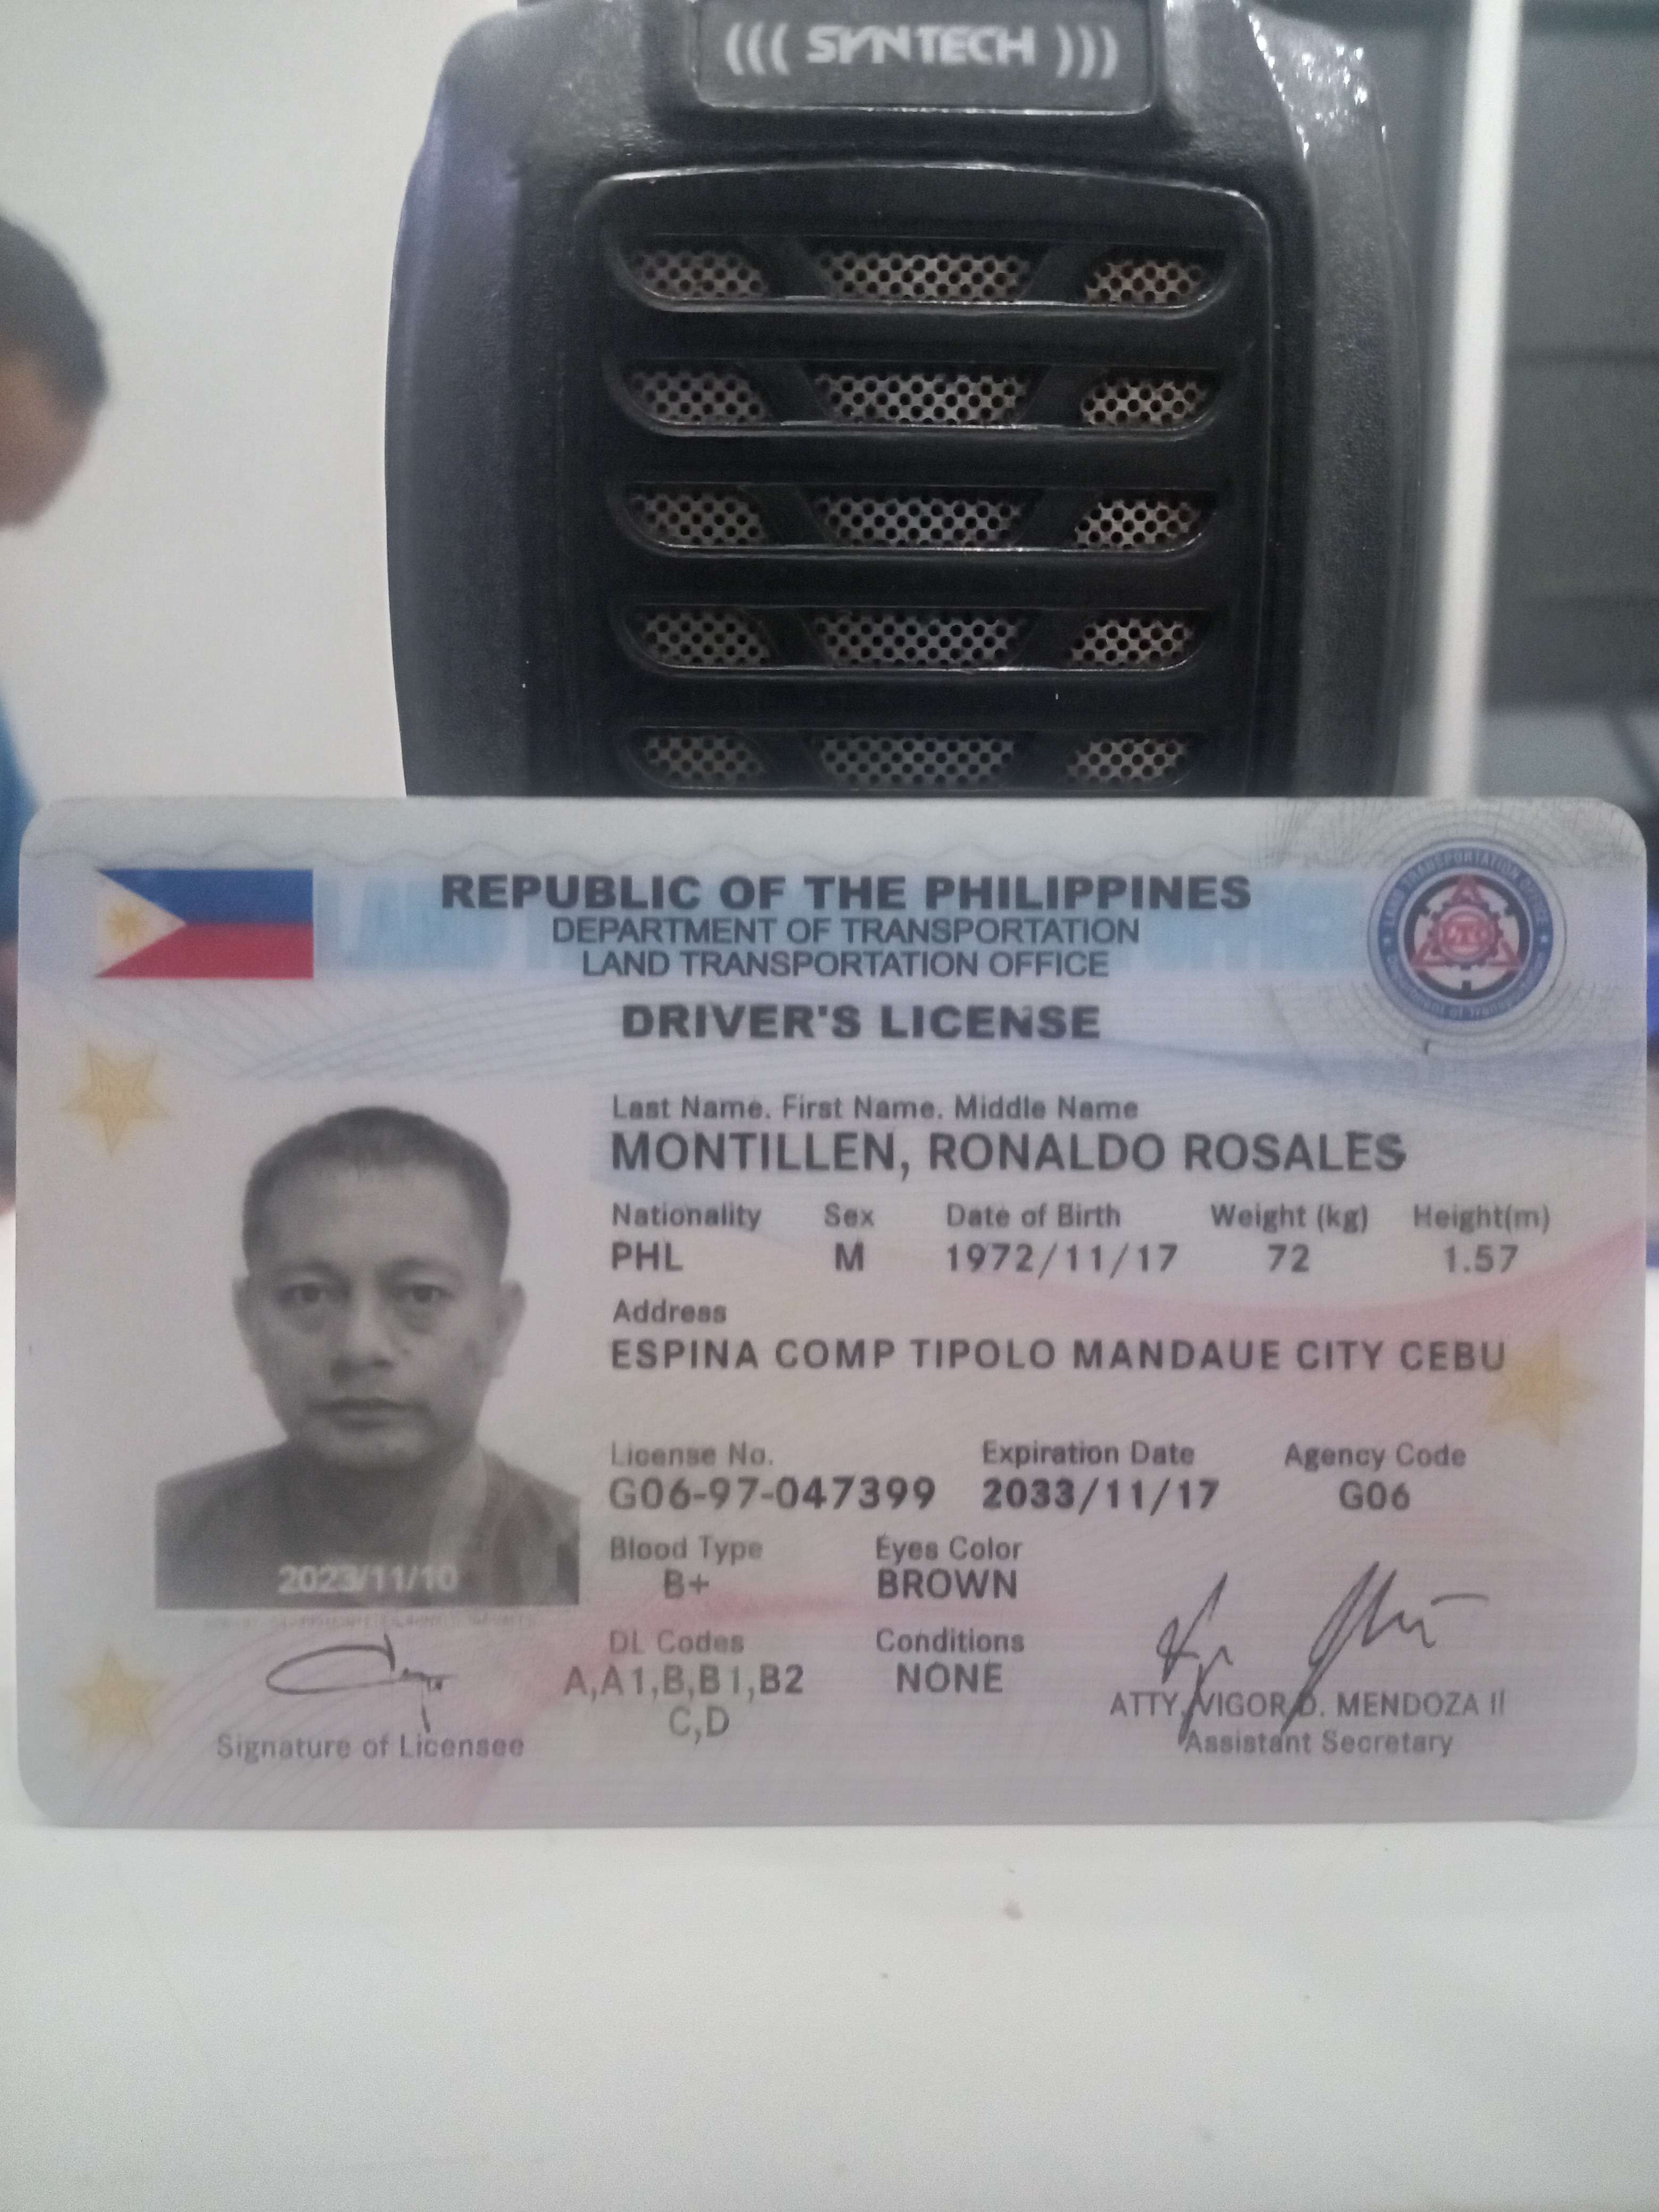 ((( SYNTECH )))
REPUBLIC OF THE PHILIPPINES
DEPARTMENT OF TRANSPORTATION
LAND TRANSPORTATION OFFICE
DRIVER'S LICENSE
Last Name. First Name. Middle Name
MONTILLEN, RONALDO ROSALES
Nationality Sex Date of Birth Weight (kg) Height(m)
PHL M 1972/11/17 72 1.57
Address
ESPINA COMP TIPOLO MANDAUE CITY CEBU
License No. Expiration Date Agency Code
G06-97-047399 2033/11/17 G06
Blood Type Eyes Color
B+ BROWN
DL Codes Conditions
A,A1,B,B1,B2 NONE
C,D
2023/11/10
Signature of Licensee
ATTY. VIGOR D. MENDOZA II
Assistant Secretary
LAND TRANSPORTATION OFFICE
LTO
Department of Transportation